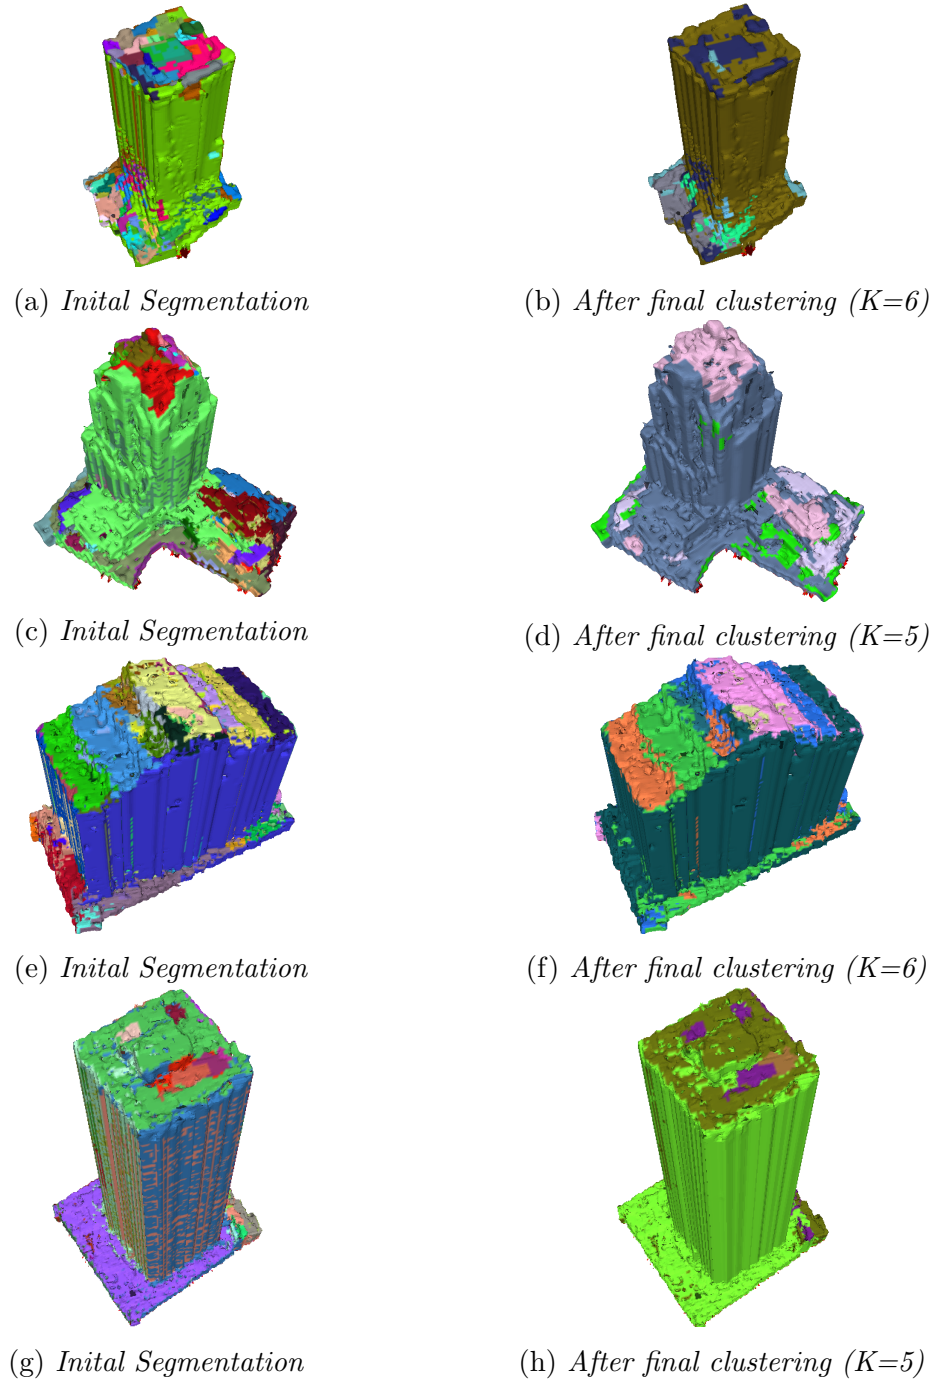 (a) Inital Segmentation
(b) After final clustering (K=6)
(c) Inital Segmentation
(d) After final clustering (K=5)
(e) Inital Segmentation
(f) After final clustering (K=6)
(g) Inital Segmentation
(h) After final clustering (K=5)